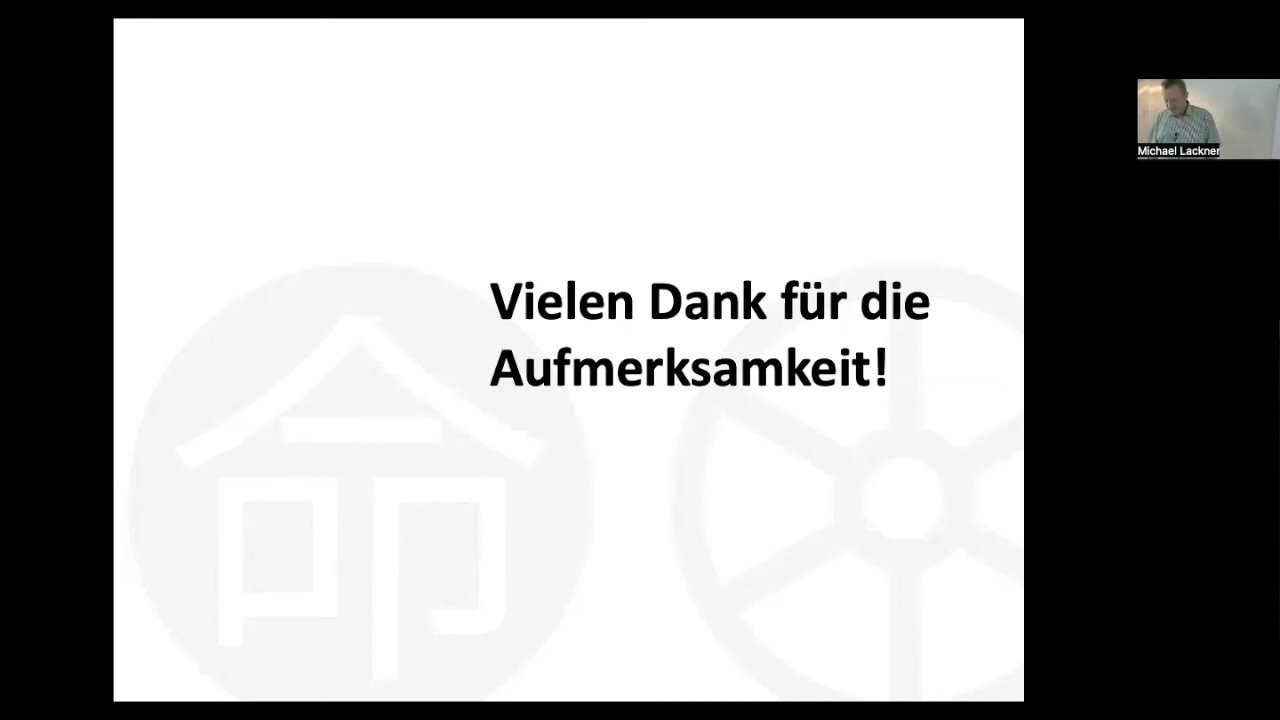 Vielen Dank für die
Aufmerksamkeit!
命
Michael Lackner